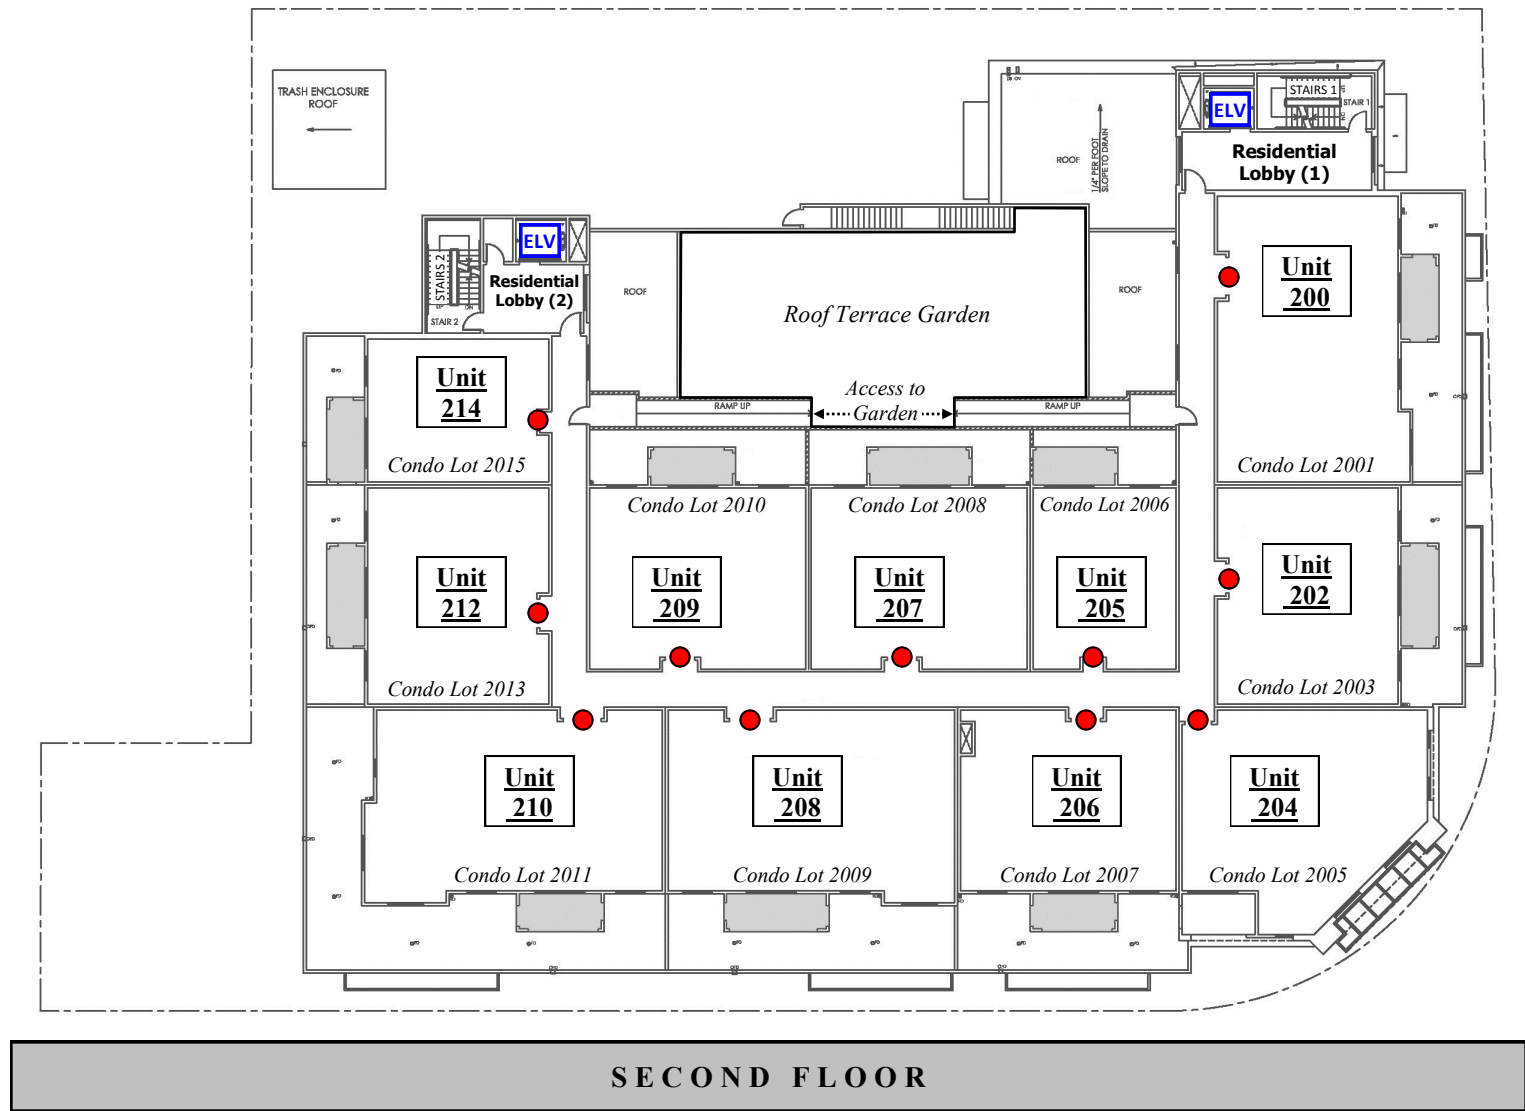 TRASH ENCLOSURE
ROOF
STAIRS 1
STAIR 1
ELV
Residential
Lobby (1)
ROOF
1/4" PER FOOT
SLOPE TO DRAIN
STAIRS 2
STAIR 2
ELV
Residential
Lobby (2)
ROOF
Roof Terrace Garden
ROOF
Access to
Garden
RAMP UP
RAMP UP
Unit
200
Condo Lot 2001
Unit
214
Condo Lot 2015
Condo Lot 2010
Condo Lot 2008
Condo Lot 2006
Unit
212
Condo Lot 2013
Unit
209
Unit
207
Unit
205
Unit
202
Condo Lot 2003
Unit
210
Condo Lot 2011
Unit
208
Condo Lot 2009
Unit
206
Condo Lot 2007
Unit
204
Condo Lot 2005
SECOND FLOOR